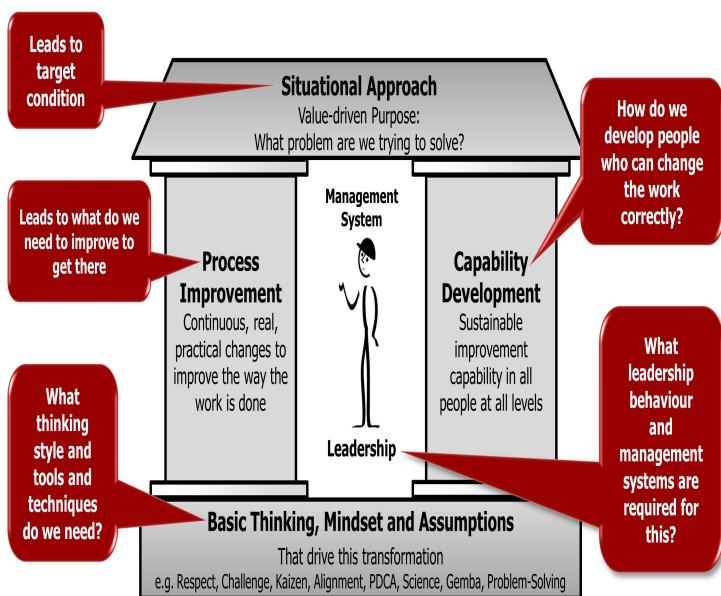 Leads to
target
condition
Situational Approach
Value-driven Purpose:
What problem are we trying to solve?
How do we
develop people
who can change
the work
correctly?
Leads to what do we
need to improve to
get there
Process
Improvement
Continuous, real,
practical changes to
improve the way the
work is done
Management
System
Leadership
Capability
Development
Sustainable
improvement
capability in all
people at all levels
What
thinking
style and
tools and
techniques
do we need?
What
leadership
behaviour
and
management
systems are
required for
this?
Basic Thinking, Mindset and Assumptions
That drive this transformation
e.g. Respect, Challenge, Kaizen, Alignment, PDCA, Science, Gemba, Problem-Solving